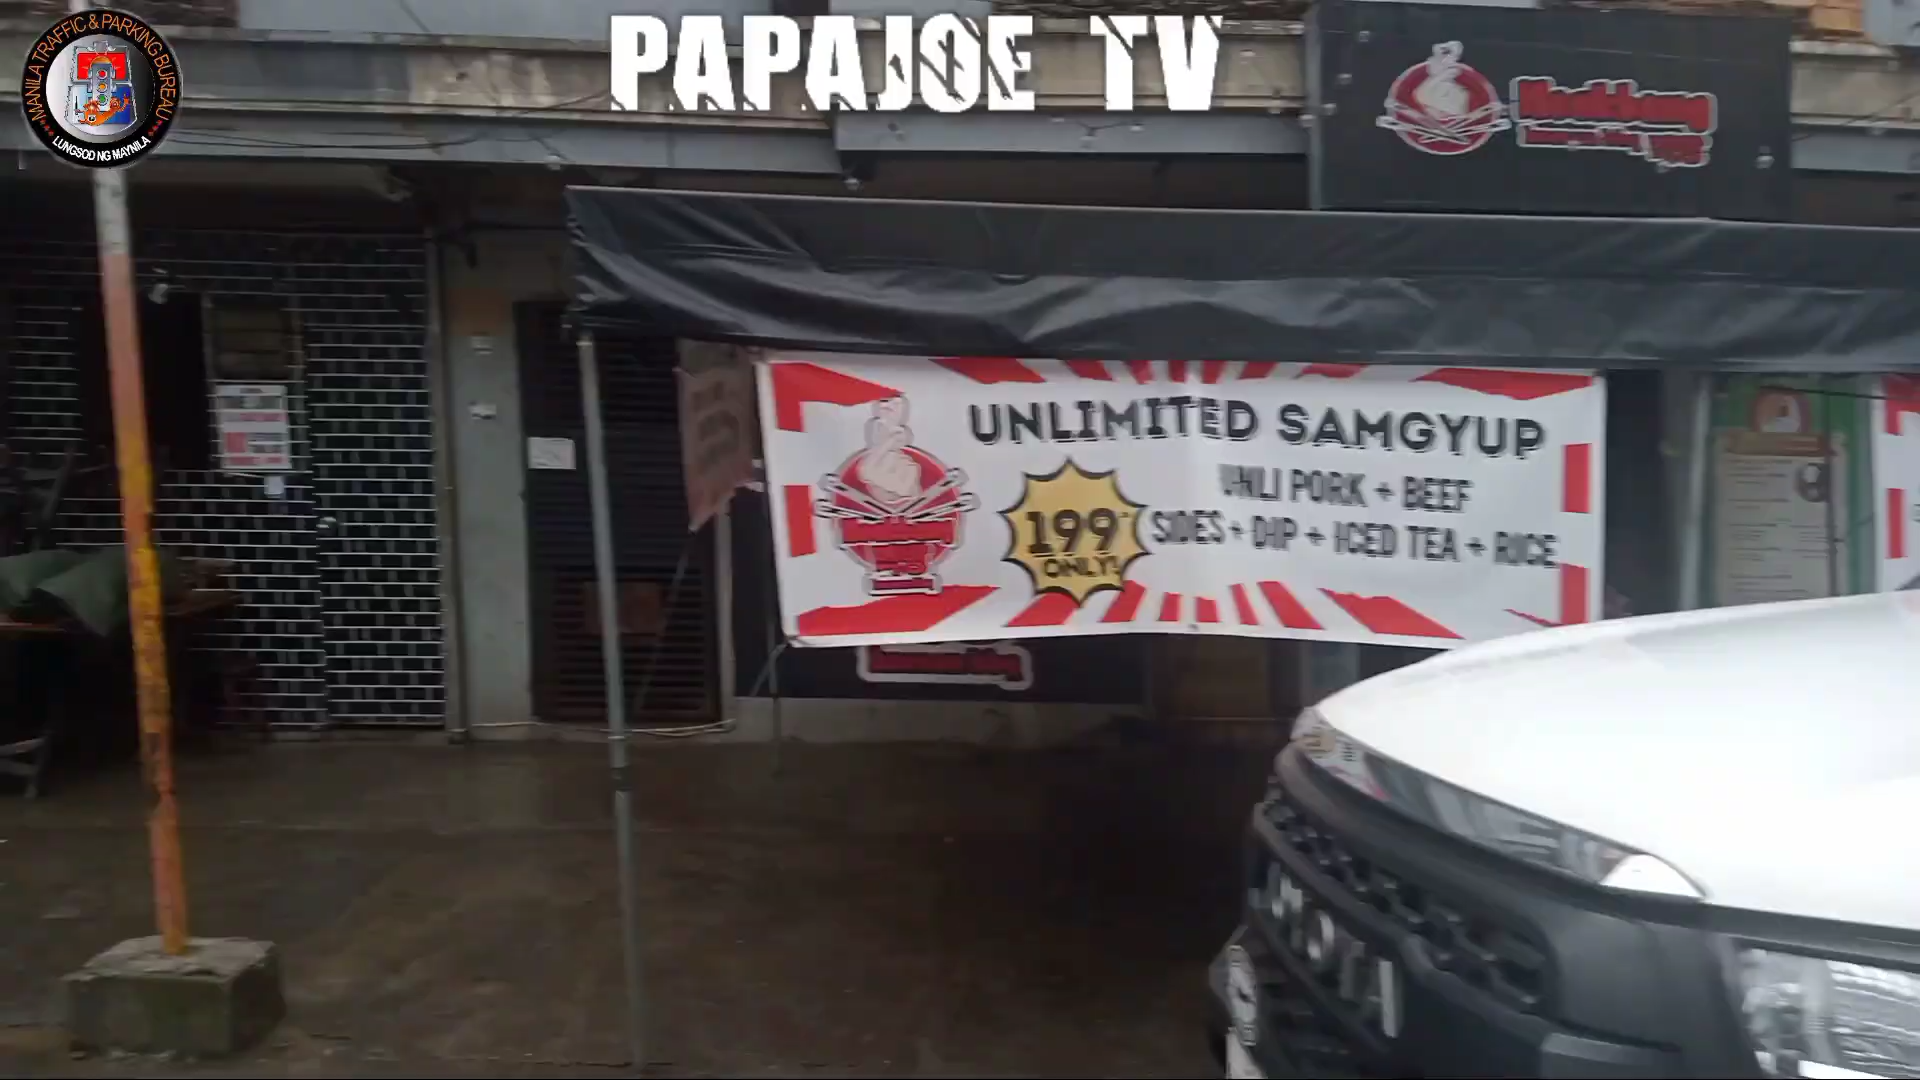 MANILA TRAFFIC & PARKING BUREAU
LUNGSOD NG MAYNILA
PAPAJOE TV
UNLIMITED SAMGYUP
UNLI PORK + BEEF
199
ONLY!
SIDES + DIP + ICED TEA + RICE